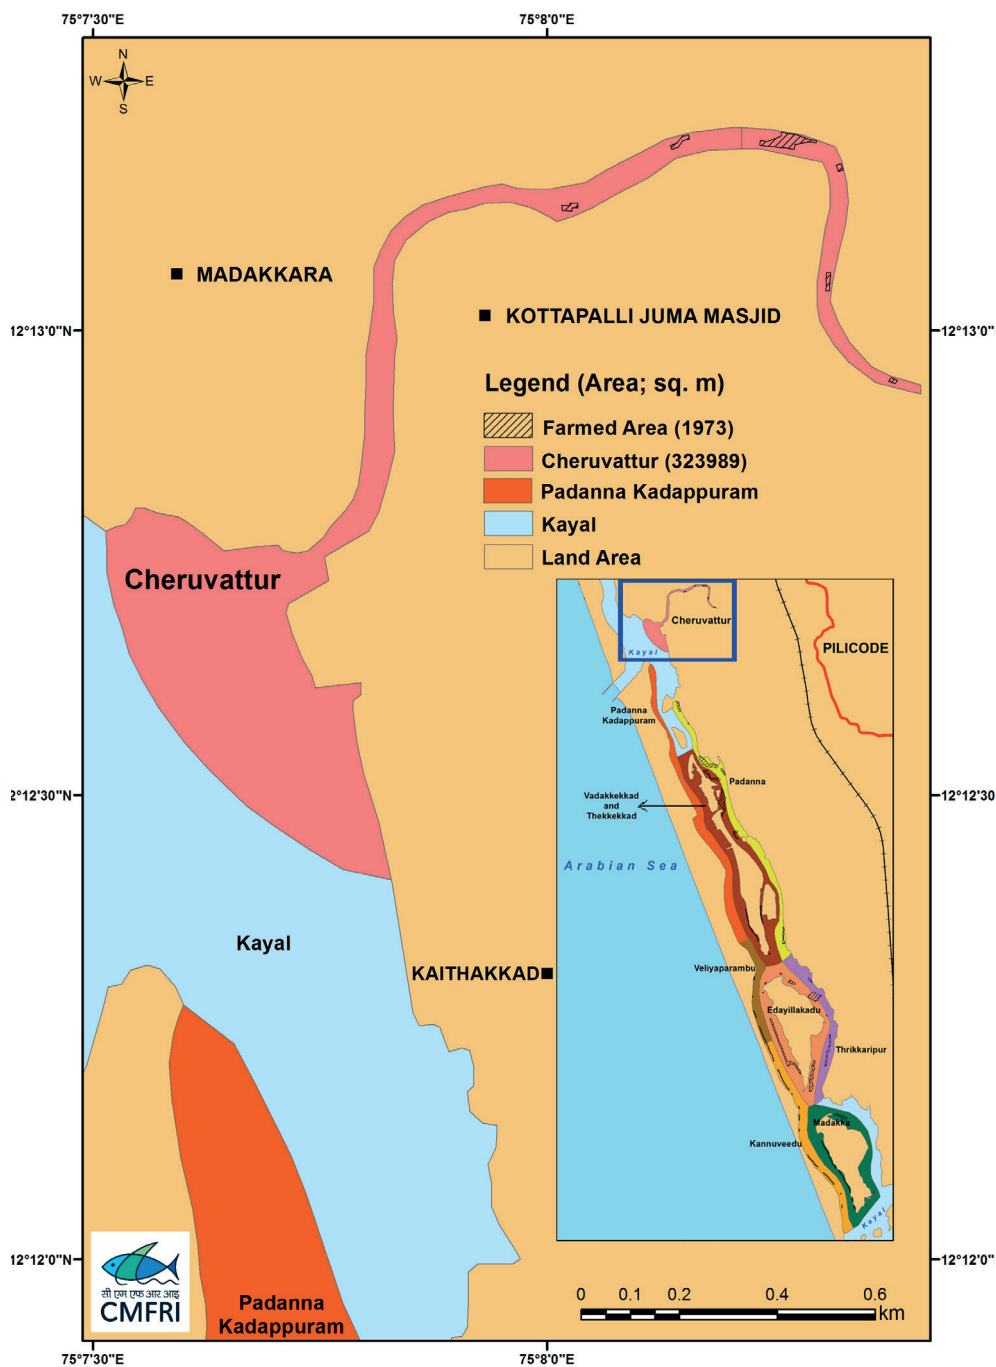 75°7'30"E
75°8'0"E
N
W E
S
MADAKKARA
KOTTAPALLI JUMA MASJID
12°13'0"N
12°13'0"N
Legend (Area; sq. m)
Farmed Area (1973)
Cheruvattur (323989)
Padanna Kadappuram
Kayal
Land Area
Cheruvattur
Cheruvattur
PILICODE
Kayal
Padanna
Kadappuram
Padanna
2°12'30"N
12°12'30"N
Vadakkekkad
and
Thekkekkad
Arabian Sea
Kayal
KAITHAKKAD
Veliyaparambu
Edayillakadu
Thrikkaripur
Madakka
Kannuveedu
Kayal
12°12'0"N
12°12'0"N
सी एम एफ आर आइ
CMFRI
Padanna
Kadappuram
0 0.1 0.2 0.4 0.6
km
75°7'30"E
75°8'0"E